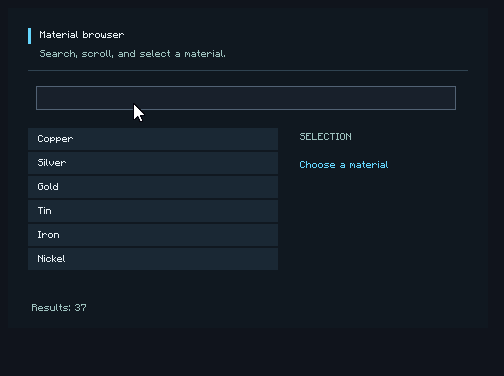 Material browser
Search, scroll, and select a material.
Copper
Silver
Gold
Tin
Iron
Nickel
SELECTION
Choose a material
Results: 37